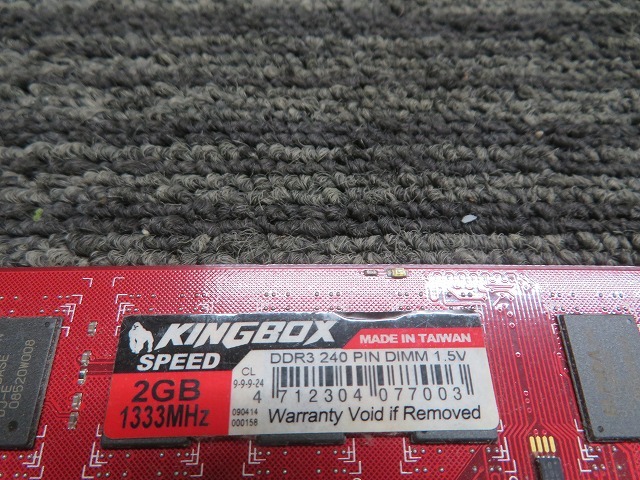 KINGBOX
SPEED
MADE IN TAIWAN
DDR3 240 PIN DIMM 1.5V
CL
9-9-9-24
4 712304 077003
2GB
1333MHz
090414
000158
Warranty Void if Removed
08520W008